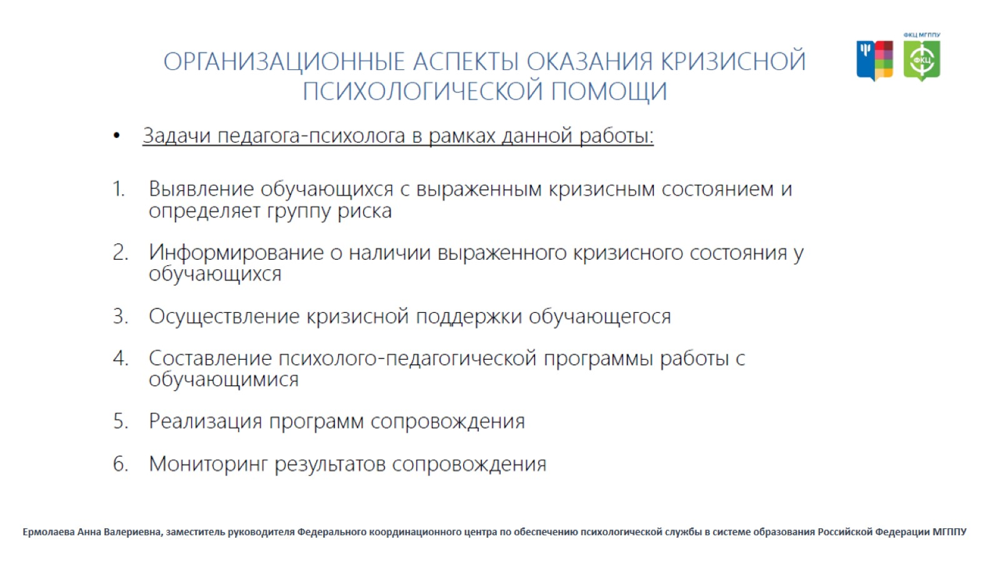 ФКЦ МГППУ
ФКЦ
ОРГАНИЗАЦИОННЫЕ АСПЕКТЫ ОКАЗАНИЯ КРИЗИСНОЙ
ПСИХОЛОГИЧЕСКОЙ ПОМОЩИ
• Задачи педагога-психолога в рамках данной работы:
1. Выявление обучающихся с выраженным кризисным состоянием и
определяет группу риска
2. Информирование о наличии выраженного кризисного состояния у
обучающихся
3. Осуществление кризисной поддержки обучающегося
4. Составление психолого-педагогической программы работы с
обучающимися
5. Реализация программ сопровождения
6. Мониторинг результатов сопровождения
Ермолаева Анна Валериевна, заместитель руководителя Федерального координационного центра по обеспечению психологической службы в системе образования Российской Федерации МГППУ